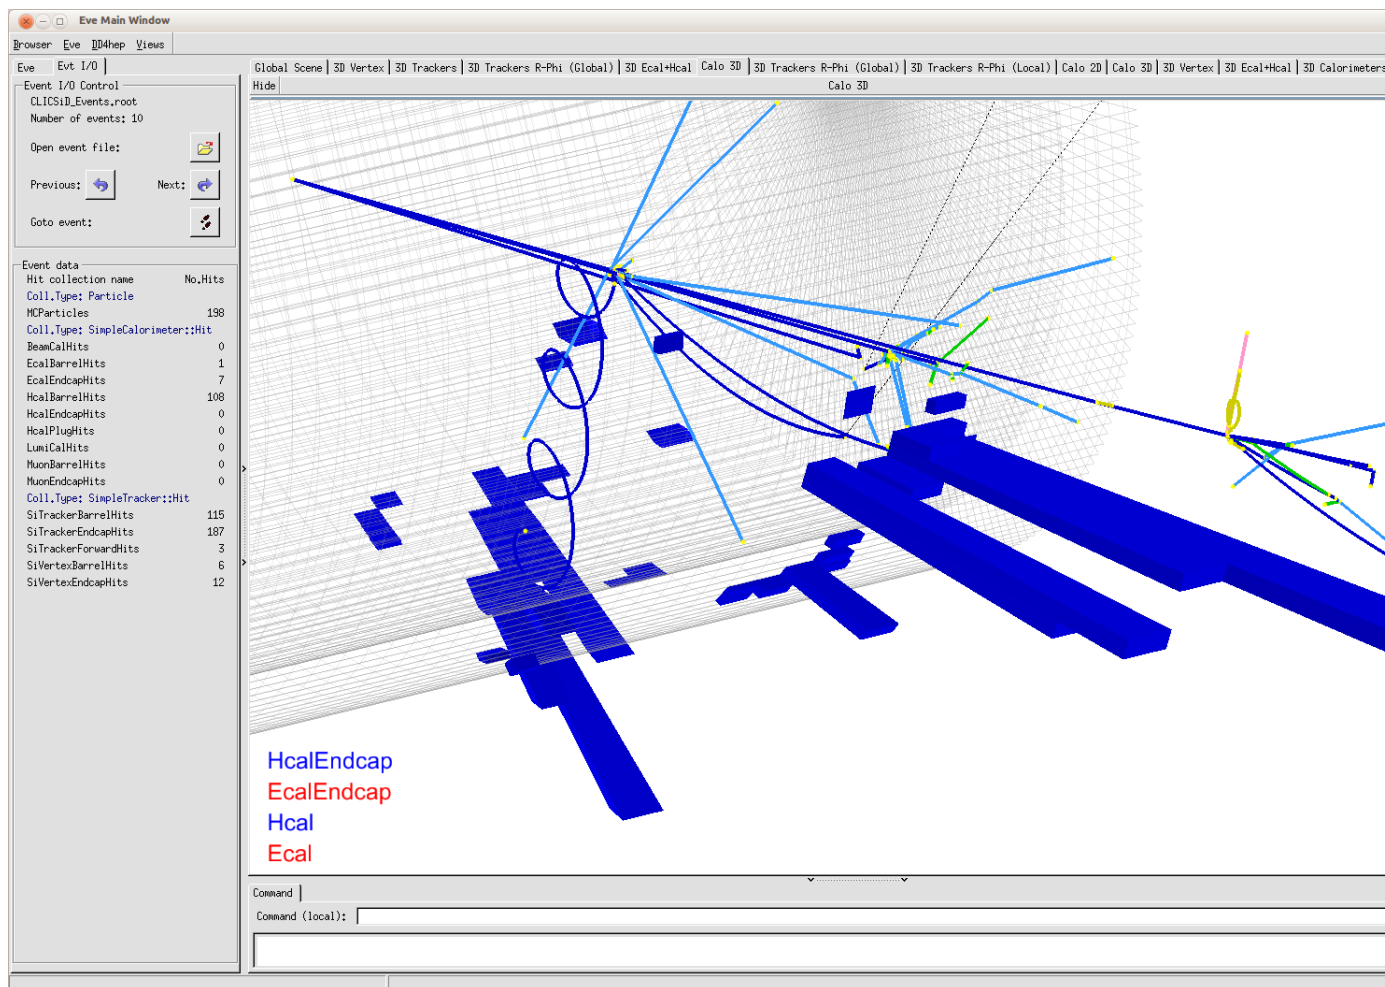 Eve Main Window
Browser Eve DD4hep Views
Eve Evt I/O
Event I/O Control
CLICSiD_Events.root
Number of events: 10
Open event file:
Previous: Next:
Goto event:
Event data
Hit collection name No.Hits
Coll.Type: Particle
MCParticles 198
Coll.Type: SimpleCalorimeter::Hit
BeamCalHits 0
EcalBarrelHits 1
EcalEndcapHits 7
HcalBarrelHits 108
HcalEndcapHits 0
HcalPlugHits 0
LumiCalHits 0
MuonBarrelHits 0
MuonEndcapHits 0
Coll.Type: SimpleTracker::Hit
SiTrackerBarrelHits 115
SiTrackerEndcapHits 187
SiTrackerForwardHits 3
SiVertexBarrelHits 6
SiVertexEndcapHits 12
Global Scene 3D Vertex 3D Trackers 3D Trackers R-Phi (Global) 3D Ecal+Hcal Calo 3D 3D Trackers R-Phi (Global) 3D Trackers R-Phi (Local) Calo 2D Calo 3D 3D Vertex 3D Ecal+Hcal 3D Calorimeters
Hide Calo 3D
HcalEndcap
EcalEndcap
Hcal
Ecal
Command
Command (local):